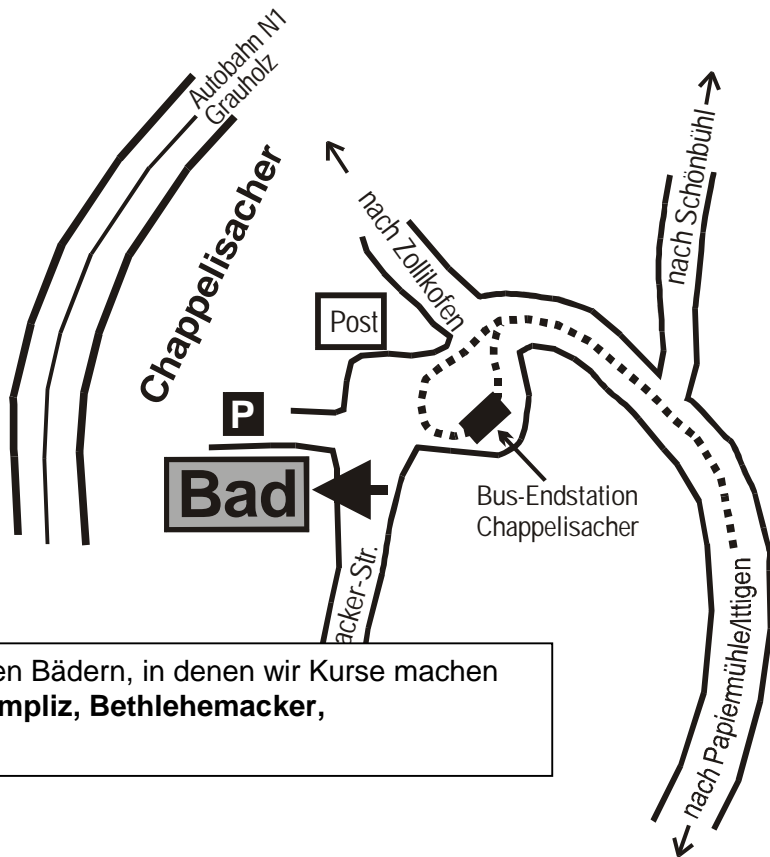 Autobahn N1
Grauholz
Chappelisacher
nach Zollikofen
nach Schönbühl
Post
P
Bad
Bus-Endstation
Chappelisacher
acker-Str.
nach Papiermühle/Ittigen
en Bädern, in denen wir Kurse machen
mpliz, Bethlehemacker,